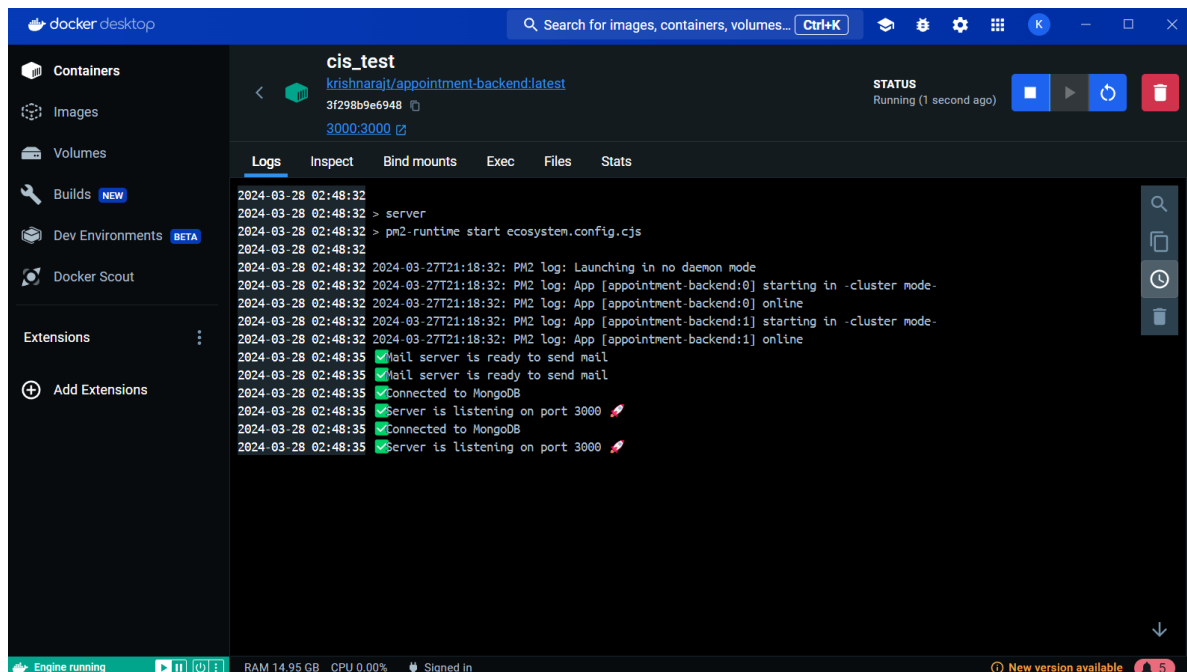 docker desktop
Search for images, containers, volumes... Ctrl+K
K
Containers
Images
Volumes
Builds NEW
Dev Environments BETA
Docker Scout
Extensions
Add Extensions
cis_test
krishnarajt/appointment-backend:latest
3f298b9e6948
3000:3000
STATUS
Running (1 second ago)
Logs Inspect Bind mounts Exec Files Stats
2024-03-28 02:48:32
2024-03-28 02:48:32 > server
2024-03-28 02:48:32 > pm2-runtime start ecosystem.config.cjs
2024-03-28 02:48:32
2024-03-28 02:48:32 2024-03-27T21:18:32: PM2 log: Launching in no daemon mode
2024-03-28 02:48:32 2024-03-27T21:18:32: PM2 log: App [appointment-backend:0] starting in -cluster mode-
2024-03-28 02:48:32 2024-03-27T21:18:32: PM2 log: App [appointment-backend:0] online
2024-03-28 02:48:32 2024-03-27T21:18:32: PM2 log: App [appointment-backend:1] starting in -cluster mode-
2024-03-28 02:48:32 2024-03-27T21:18:32: PM2 log: App [appointment-backend:1] online
2024-03-28 02:48:35 ✅Mail server is ready to send mail
2024-03-28 02:48:35 ✅Mail server is ready to send mail
2024-03-28 02:48:35 ✅Connected to MongoDB
2024-03-28 02:48:35 ✅Server is listening on port 3000 🚀
2024-03-28 02:48:35 ✅Connected to MongoDB
2024-03-28 02:48:35 ✅Server is listening on port 3000 🚀
Engine running
RAM 14.95 GB CPU 0.00% Signed in
New version available
5